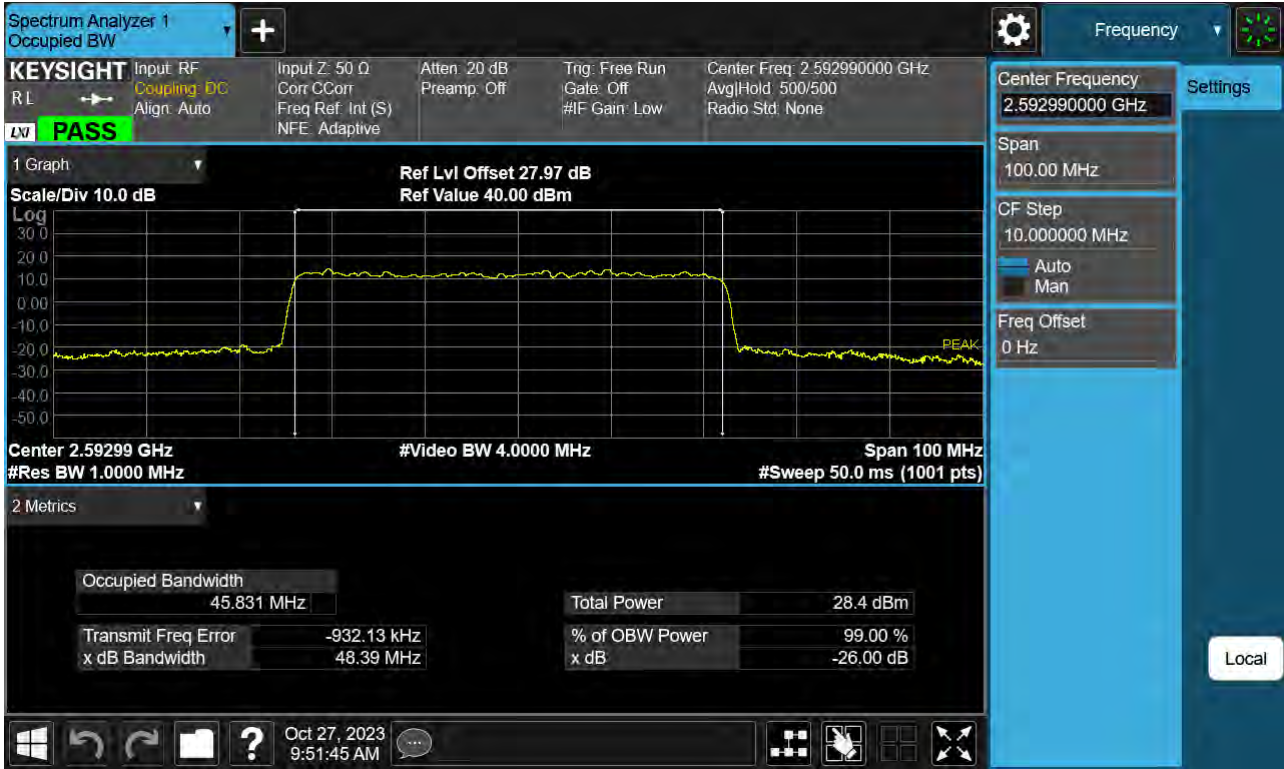 Spectrum Analyzer 1
Occupied BW
+
Frequency
KEYSIGHT
RL
LXI PASS
Input: RF
Coupling: DC
Align: Auto
Input Z: 50 Ω
Corr CCorr
Freq Ref: Int (S)
NFE: Adaptive
Atten: 20 dB
Preamp: Off
Trig: Free Run
Gate: Off
#IF Gain: Low
Center Freq: 2.592990000 GHz
Avg|Hold: 500/500
Radio Std: None
Center Frequency
2.592990000 GHz
Settings
Span
100.00 MHz
CF Step
10.000000 MHz
Auto
Man
Freq Offset
0 Hz
Local
1 Graph
Scale/Div 10.0 dB
Ref Lvl Offset 27.97 dB
Ref Value 40.00 dBm
Log
30.0
20.0
10.0
0.00
-10.0
-20.0
-30.0
-40.0
-50.0
PEAK
Center 2.59299 GHz
#Video BW 4.0000 MHz
Span 100 MHz
#Res BW 1.0000 MHz
#Sweep 50.0 ms (1001 pts)
2 Metrics
Occupied Bandwidth
45.831 MHz
Total Power 28.4 dBm
Transmit Freq Error -932.13 kHz
% of OBW Power 99.00 %
x dB Bandwidth 48.39 MHz
x dB -26.00 dB
?
Oct 27, 2023
9:51:45 AM